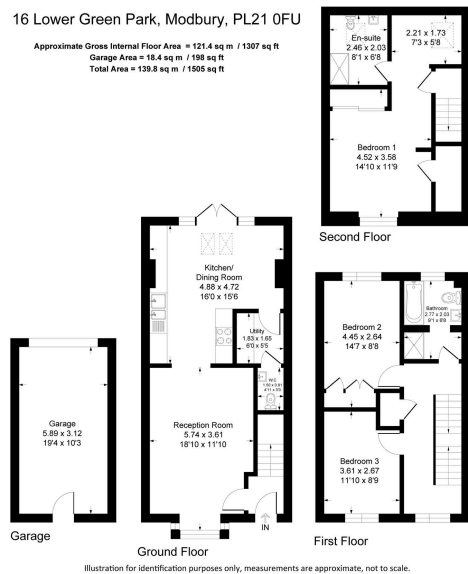 16 Lower Green Park, Modbury, PL21 0FU
Approximate Gross Internal Floor Area = 121.4 sq m / 1307 sq ft
Garage Area = 18.4 sq m / 198 sq ft
Total Area = 139.8 sq m / 1505 sq ft
En-suite
2.46 x 2.03
8'1 x 6'8
2.21 x 1.73
7'3 x 5'8
Bedroom 1
4.52 x 3.58
14'10 x 11'9
Second Floor
Kitchen/
Dining Room
4.88 x 4.72
16'0 x 15'6
Utility
1.83 x 1.65
6'0 x 5'5
W.C
Reception Room
5.74 x 3.61
18'10 x 11'10
IN
Ground Floor
Garage
5.89 x 3.12
19'4 x 10'3
Garage
Bathroom
2.77 x 2.03
9'1 x 6'8
Bedroom 2
4.45 x 2.64
14'7 x 8'8
Bedroom 3
3.61 x 2.67
11'10 x 8'9
First Floor
Illustration for identification purposes only, measurements are approximate, not to scale.